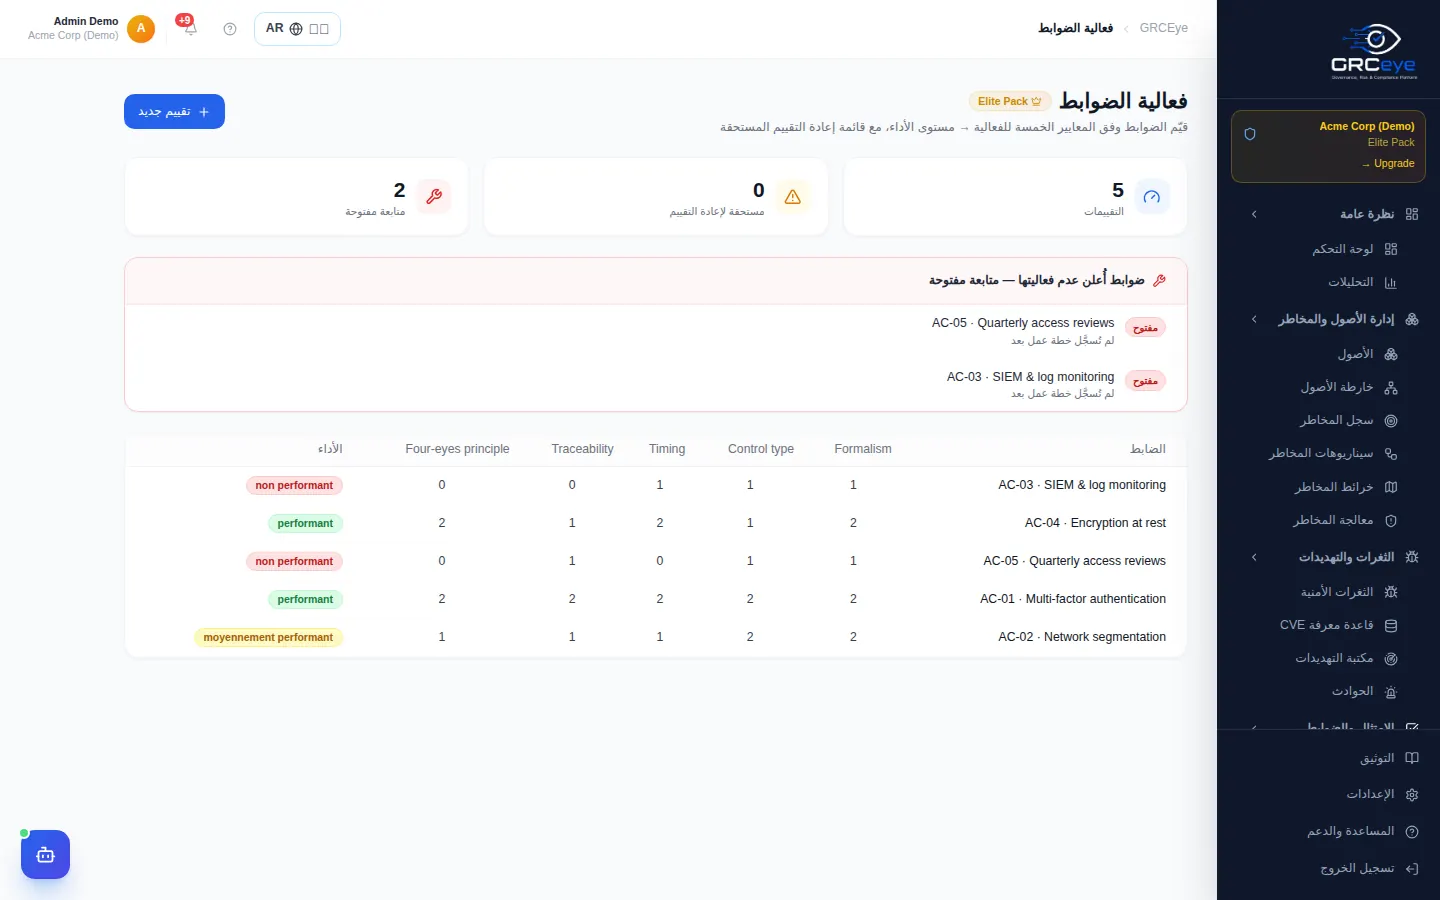 GRCeye
Governance, Risk & Compliance Platform
Acme Corp (Demo)
Elite Pack
→ Upgrade
نظرة عامة
لوحة التحكم
التحليلات
إدارة الأصول والمخاطر
الأصول
خارطة الأصول
سجل المخاطر
سيناريوهات المخاطر
خرائط المخاطر
معالجة المخاطر
الثغرات والتهديدات
الثغرات الأمنية
قاعدة معرفة CVE
مكتبة التهديدات
الحوادث
الامتثال والضوابط
التوثيق
الإعدادات
المساعدة والدعم
تسجيل الخروج
GRCEye
فعالية الضوابط
AR
+9
A
Admin Demo
Acme Corp (Demo)
فعالية الضوابط
Elite Pack
قيّم الضوابط وفق المعايير الخمسة للفعالية → مستوى الأداء، مع قائمة إعادة التقييم المستحقة
تقييم جديد
5
التقييمات
0
مستحقة لإعادة التقييم
2
متابعة مفتوحة
ضوابط أُعلن عدم فعاليتها — متابعة مفتوحة
مفتوح
AC-05 · Quarterly access reviews
لم تُسجَّل خطة عمل بعد
مفتوح
AC-03 · SIEM & log monitoring
لم تُسجَّل خطة عمل بعد
الضابط Formalism Control type Timing Traceability Four-eyes principle الأداء
AC-03 · SIEM & log monitoring 1 1 1 0 0 non performant
AC-04 · Encryption at rest 2 1 2 1 2 performant
AC-05 · Quarterly access reviews 1 1 0 1 0 non performant
AC-01 · Multi-factor authentication 2 2 2 2 2 performant
AC-02 · Network segmentation 2 2 1 1 1 moyennement performant